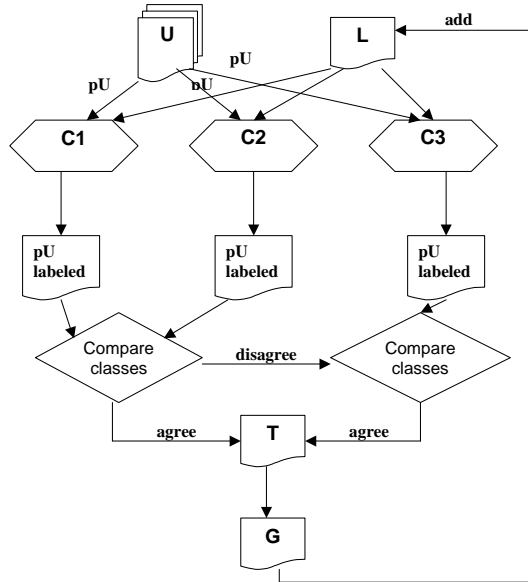 U
L
add
pU
pU
pU
C1
C2
C3
pU
labeled
pU
labeled
pU
labeled
Compare
classes
disagree
Compare
classes
agree
T
agree
G